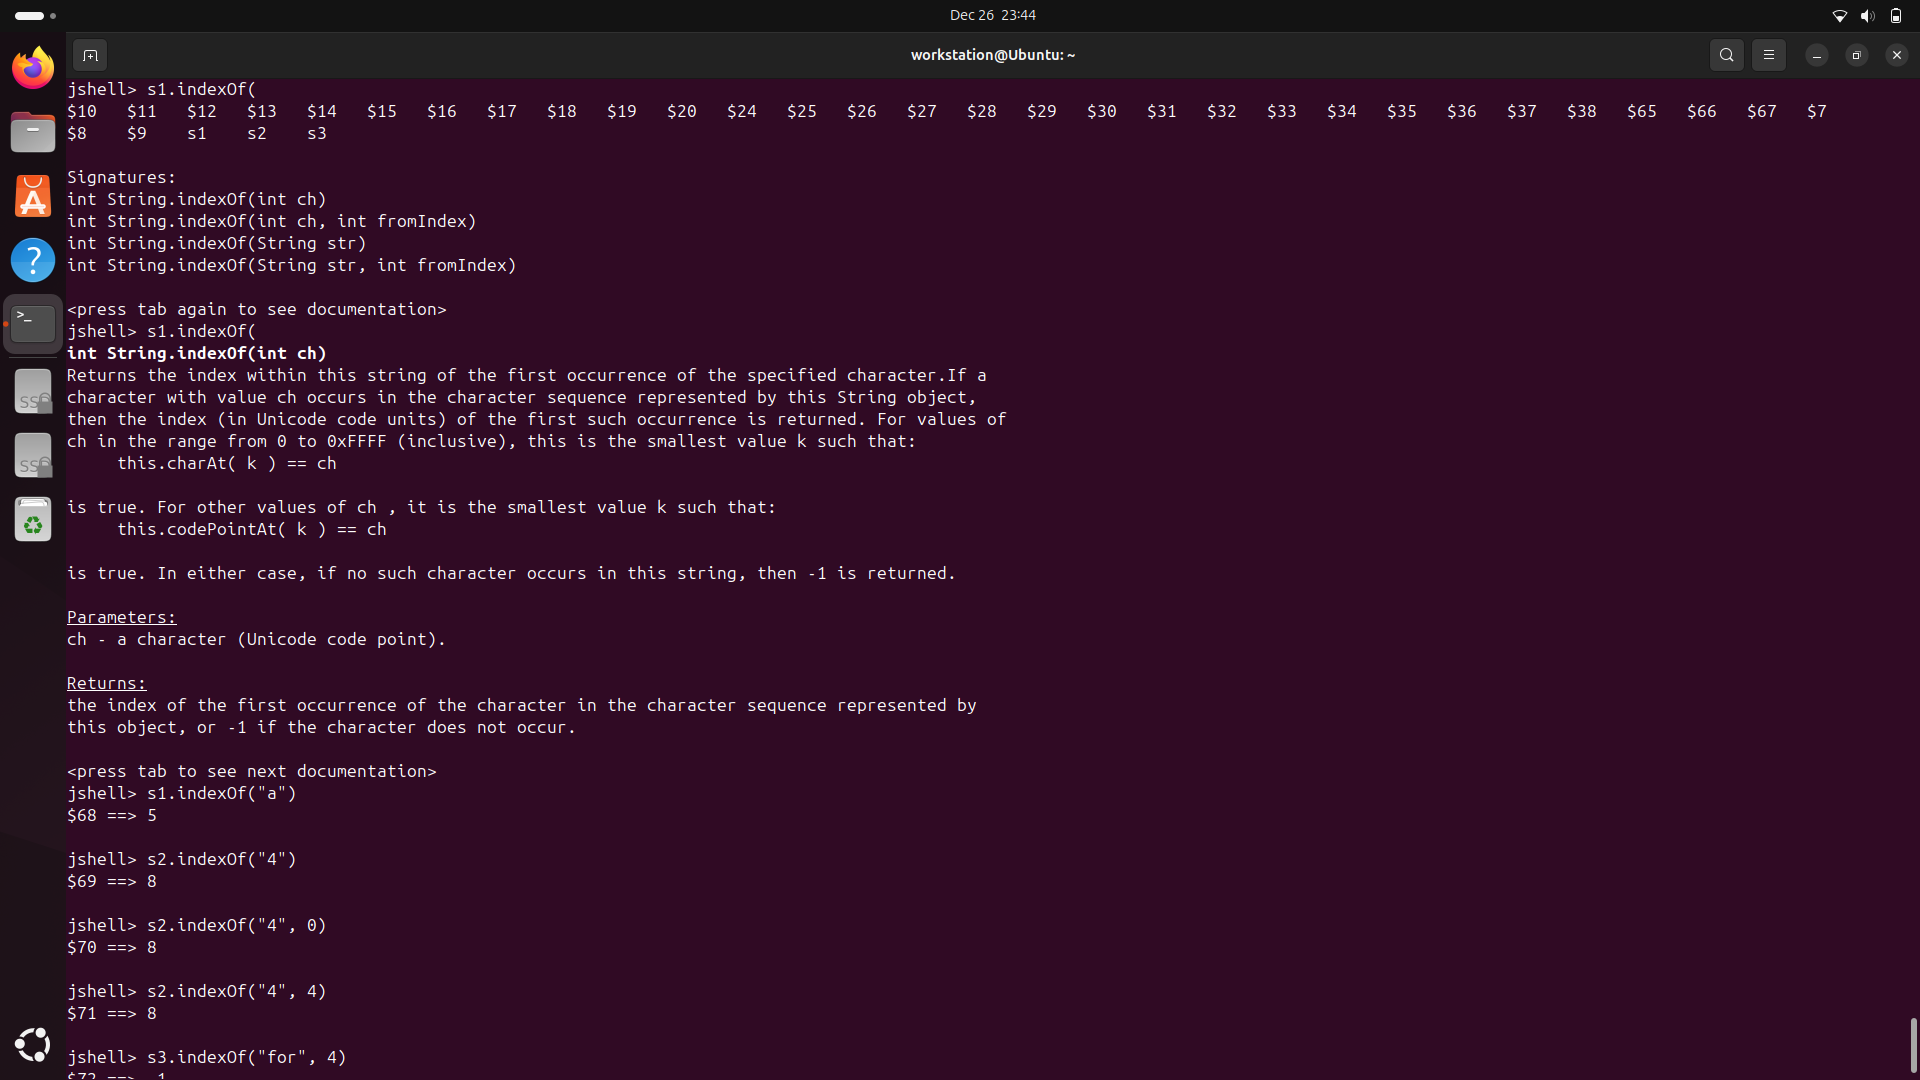 Dec 26 23:44
workstation@Ubuntu: ~
jshell> s1.indexOf(
$10 $11 $12 $13 $14 $15 $16 $17 $18 $19 $20 $24 $25 $26 $27 $28 $29 $30 $31 $32 $33 $34 $35 $36 $37 $38 $65 $66 $67 $7
$8 $9 s1 s2 s3
Signatures:
int String.indexOf(int ch)
int String.indexOf(int ch, int fromIndex)
int String.indexOf(String str)
int String.indexOf(String str, int fromIndex)
<press tab again to see documentation>
jshell> s1.indexOf(
int String.indexOf(int ch)
Returns the index within this string of the first occurrence of the specified character.If a
character with value ch occurs in the character sequence represented by this String object,
then the index (in Unicode code units) of the first such occurrence is returned. For values of
ch in the range from 0 to 0xFFFF (inclusive), this is the smallest value k such that:
this.charAt( k ) == ch
is true. For other values of ch , it is the smallest value k such that:
this.codePointAt( k ) == ch
is true. In either case, if no such character occurs in this string, then -1 is returned.
Parameters:
ch - a character (Unicode code point).
Returns:
the index of the first occurrence of the character in the character sequence represented by
this object, or -1 if the character does not occur.
<press tab to see next documentation>
jshell> s1.indexOf("a")
$68 ==> 5
jshell> s2.indexOf("4")
$69 ==> 8
jshell> s2.indexOf("4", 0)
$70 ==> 8
jshell> s2.indexOf("4", 4)
$71 ==> 8
jshell> s3.indexOf("for", 4)